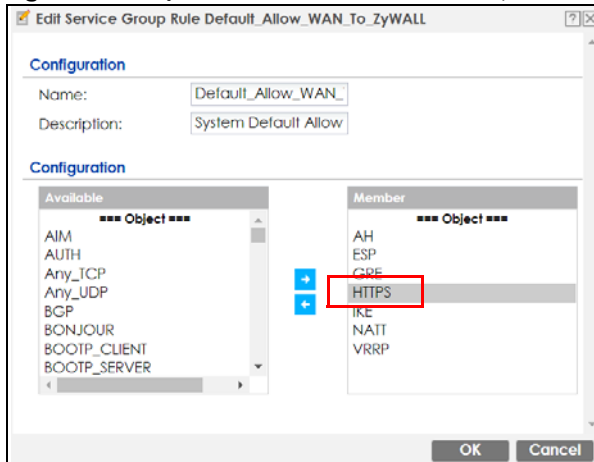 Edit Service Group Rule Default_Allow_WAN_To_ZyWALL
Configuration
Name: Default_Allow_WAN_
Description: System Default Allow
Configuration
Available
=== Object ===
AIM
AUTH
Any_TCP
Any_UDP
BGP
BONJOUR
BOOTP_CLIENT
BOOTP_SERVER
Member
=== Object ===
AH
ESP
GRE
HTTPS
IKE
NATT
VRRP
OK Cancel